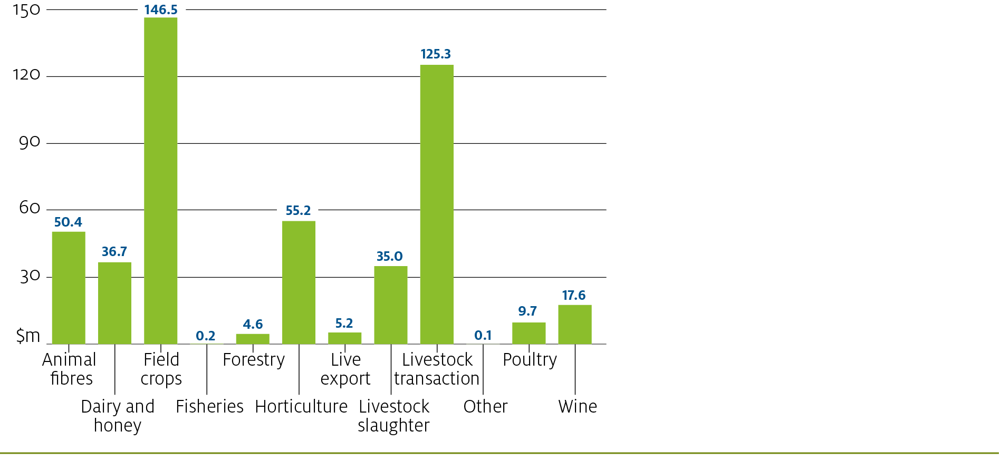 150
120
90
60
30
$m
50.4
36.7
146.5
0.2
4.6
55.2
5.2
35.0
125.3
0.1
9.7
17.6
Animal
fibres
Dairy and
honey
Field
crops
Fisheries
Forestry
Horticulture
Live
export
Livestock
slaughter
Livestock
transaction
Other
Poultry
Wine